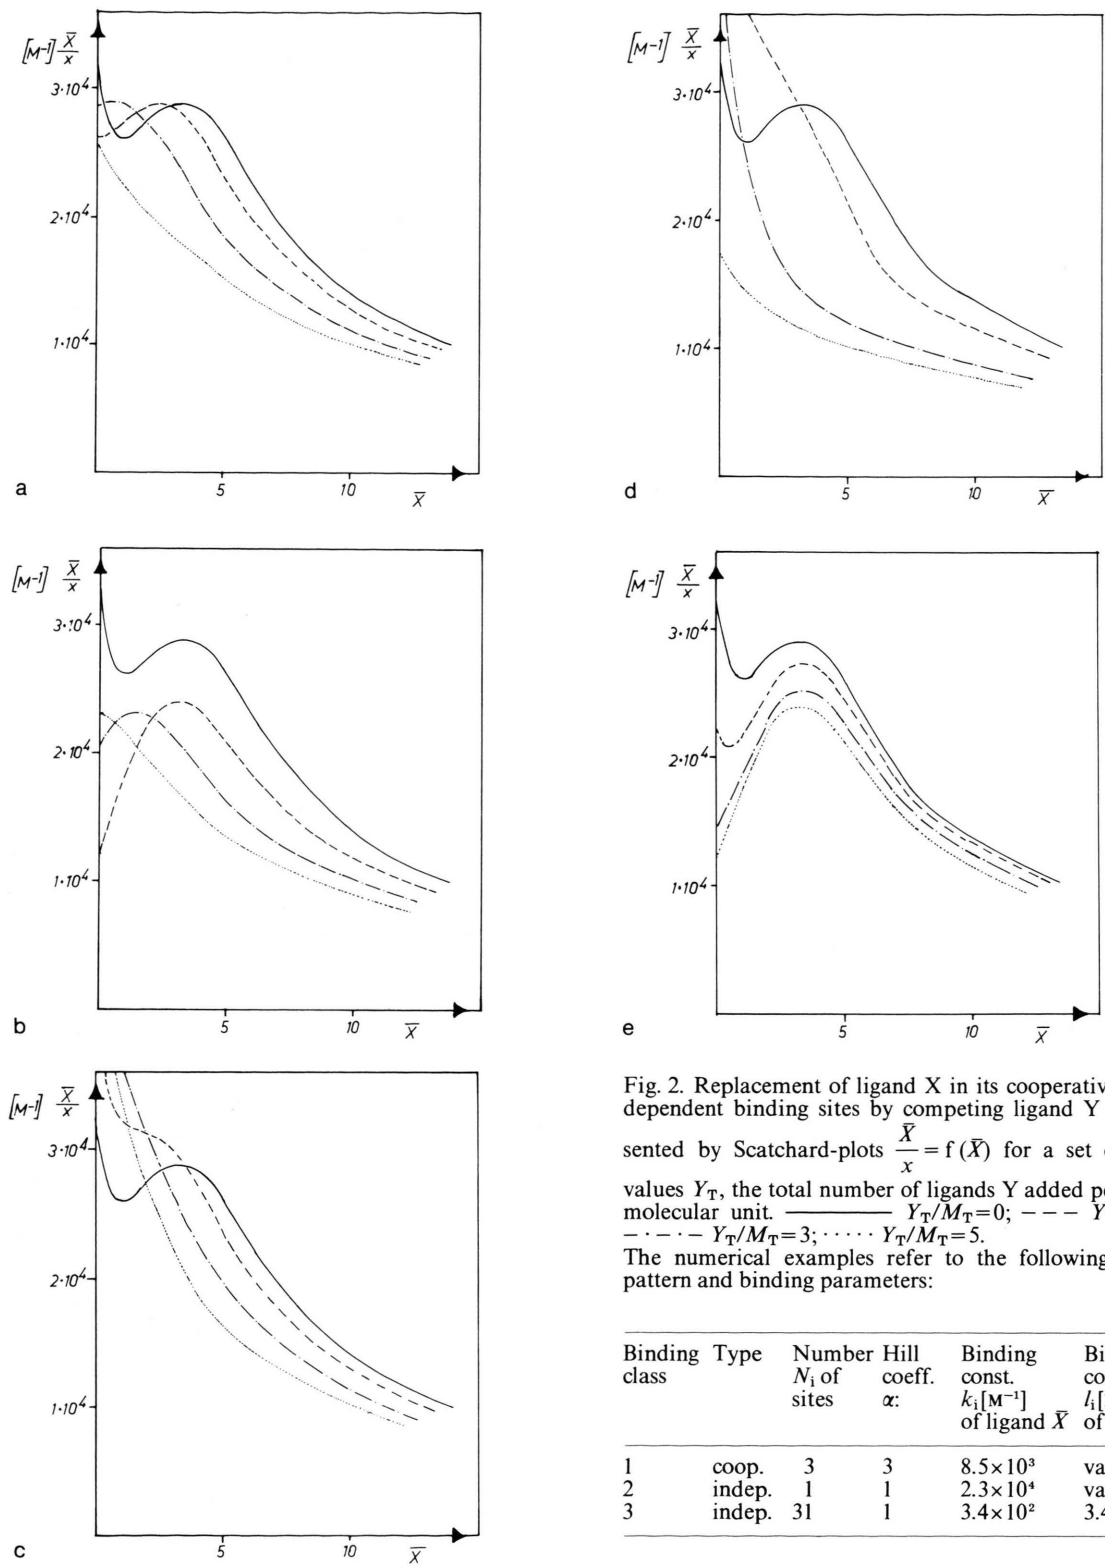 [M⁻¹] X̅/x
3·10⁴
2·10⁴
1·10⁴
5 10 X̅
a
[M⁻¹] X̅/x
3·10⁴
2·10⁴
1·10⁴
5 10 X̅
b
[M⁻¹] X̅/x
3·10⁴
2·10⁴
1·10⁴
5 10 X̅
c
[M⁻¹] X̅/x
3·10⁴
2·10⁴
1·10⁴
5 10 X̅
d
[M⁻¹] X̅/x
3·10⁴
2·10⁴
1·10⁴
5 10 X̅
e
Fig. 2. Replacement of ligand X in its cooperativ
dependent binding sites by competing ligand Y
sented by Scatchard-plots X̅/x = f (X̅) for a set
values Y_T, the total number of ligands Y added p
molecular unit. ——— Y_T/M_T=0; – – – Y
–·–·– Y_T/M_T=3; ····· Y_T/M_T=5.
The numerical examples refer to the following
pattern and binding parameters:
Binding Type Number Hill Binding Bi
class N_i of coeff. const. co
sites α: k_i[M⁻¹] l_i[
of ligand X̅ of
1 coop. 3 3 8.5×10³ va
2 indep. 1 1 2.3×10⁴ va
3 indep. 31 1 3.4×10² 3.4